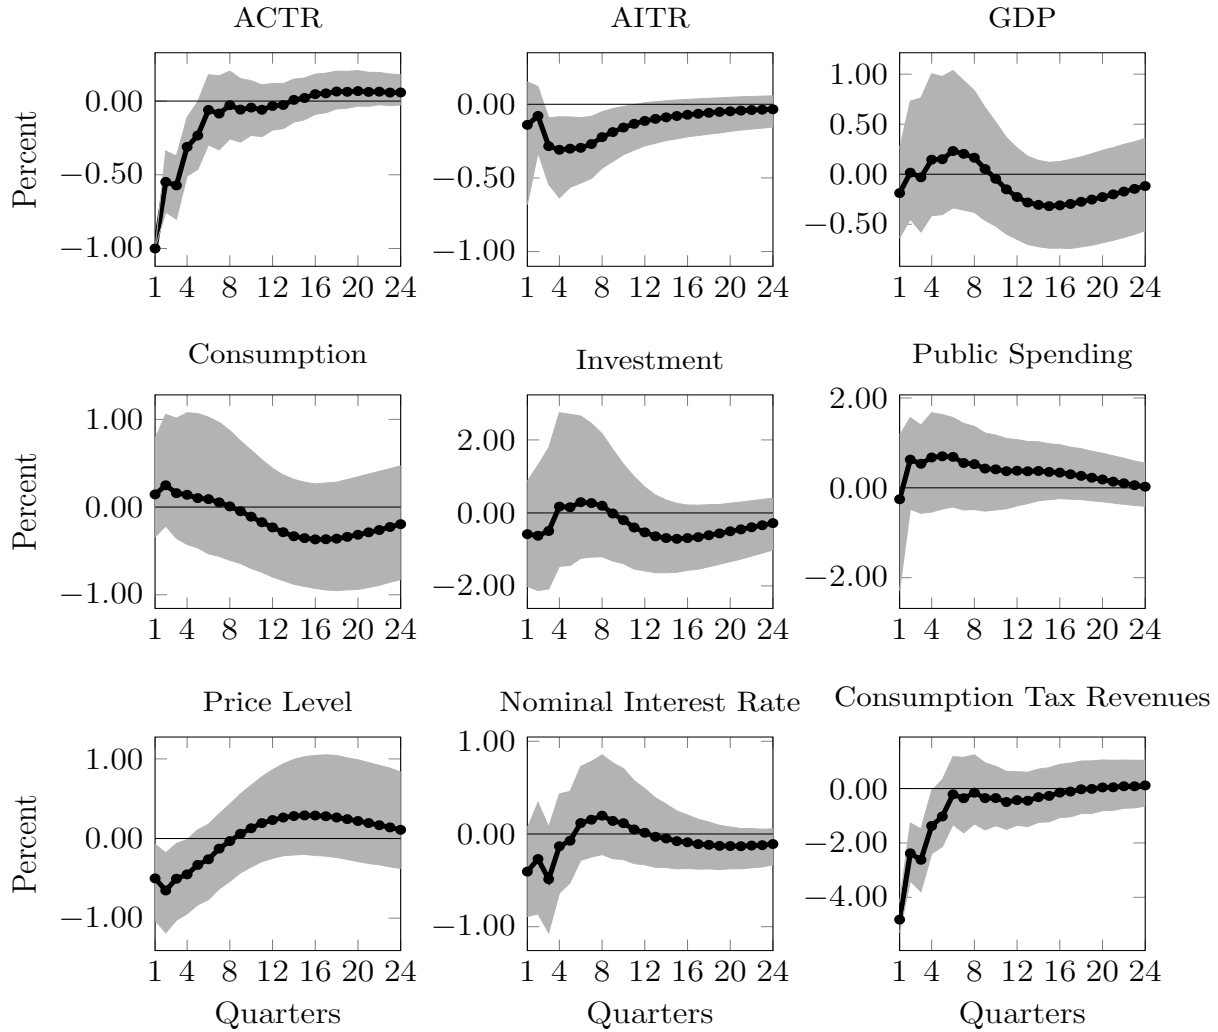 ACTR
AITR
GDP
Percent
0.00
−0.50
−1.00
1 4 8 12 16 20 24
0.00
−0.50
−1.00
1 4 8 12 16 20 24
1.00
0.50
0.00
−0.50
1 4 8 12 16 20 24
Consumption
Investment
Public Spending
Percent
1.00
0.00
−1.00
1 4 8 12 16 20 24
2.00
0.00
−2.00
1 4 8 12 16 20 24
2.00
0.00
−2.00
1 4 8 12 16 20 24
Price Level
Nominal Interest Rate
Consumption Tax Revenues
Percent
1.00
0.00
−1.00
1 4 8 12 16 20 24
Quarters
1.00
0.00
−1.00
1 4 8 12 16 20 24
Quarters
0.00
−2.00
−4.00
1 4 8 12 16 20 24
Quarters